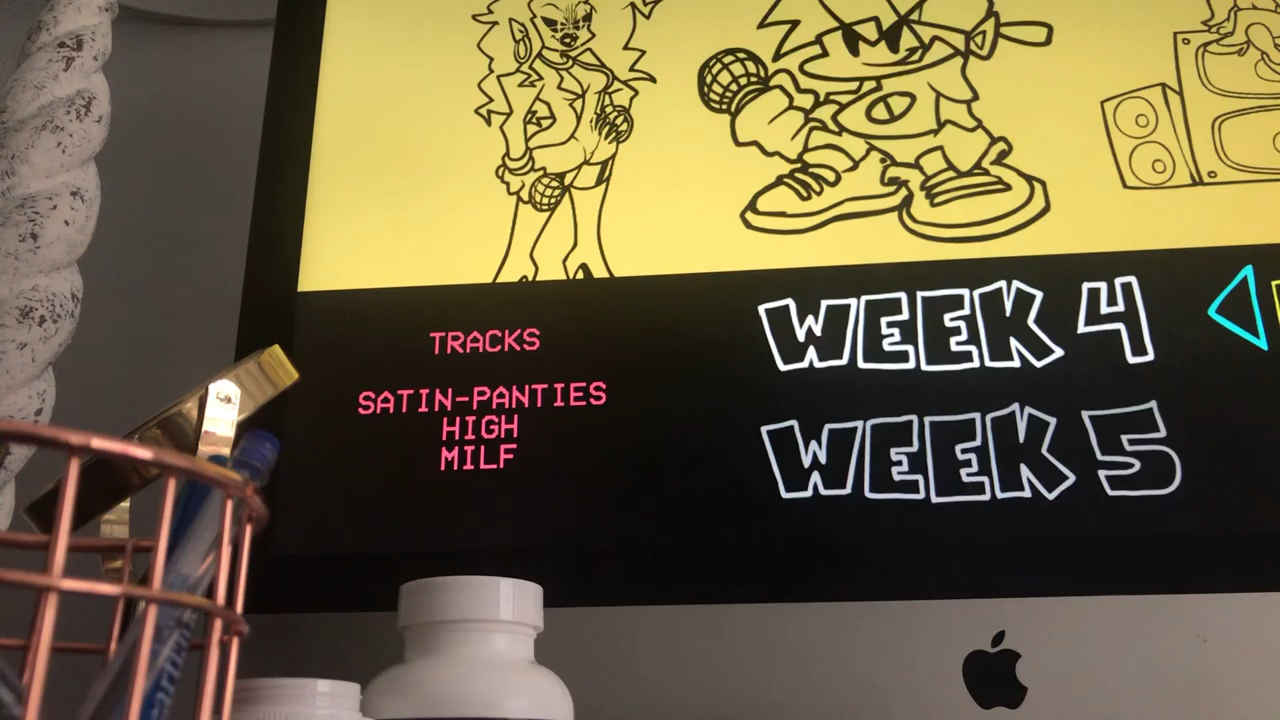 TRACKS
SATIN-PANTIES
HIGH
MILF
WEEK 4
WEEK 5